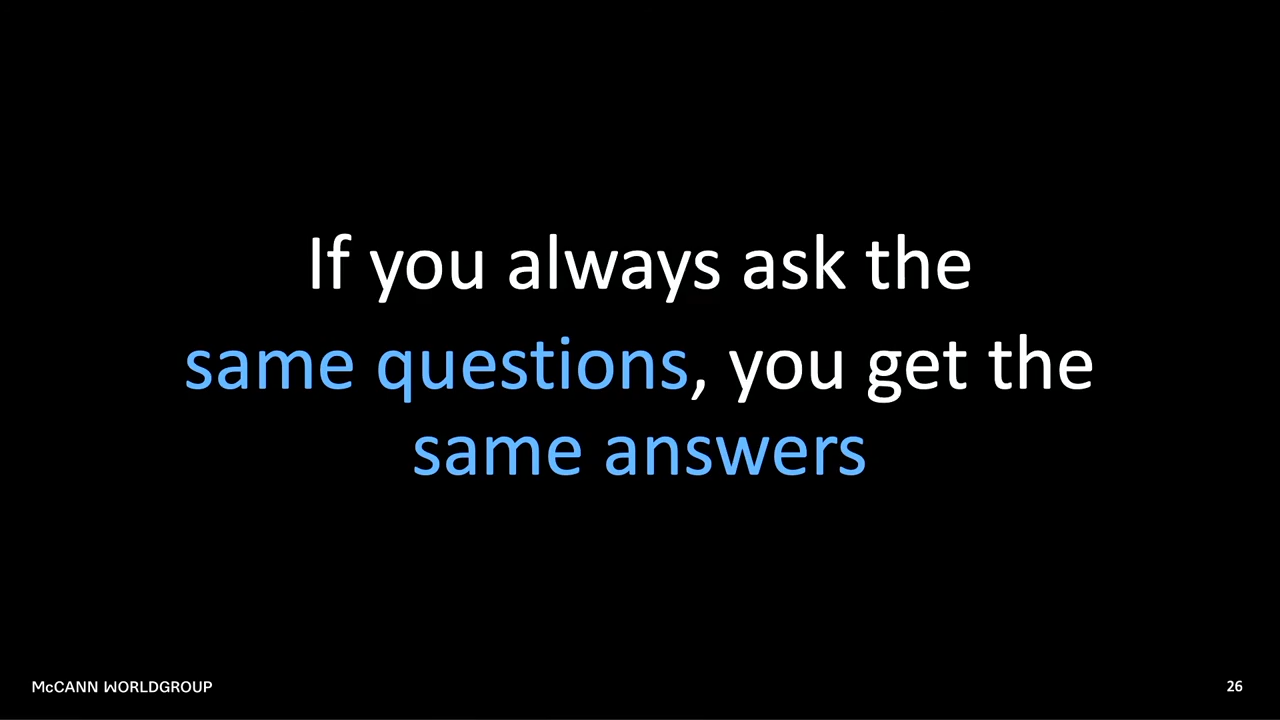 If you always ask the
same questions, you get the
same answers
McCANN WORLDGROUP
26